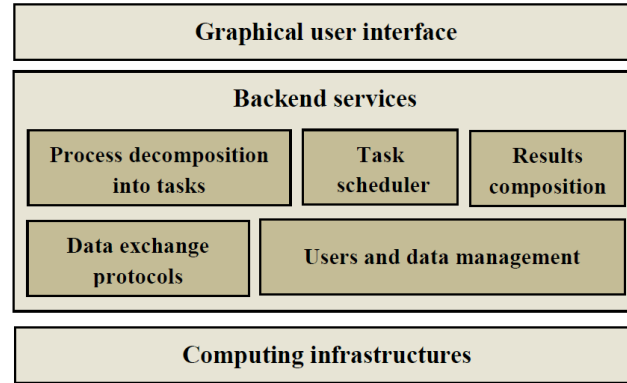 Graphical user interface
Backend services
Process decomposition
into tasks
Task
scheduler
Results
composition
Data exchange
protocols
Users and data management
Computing infrastructures